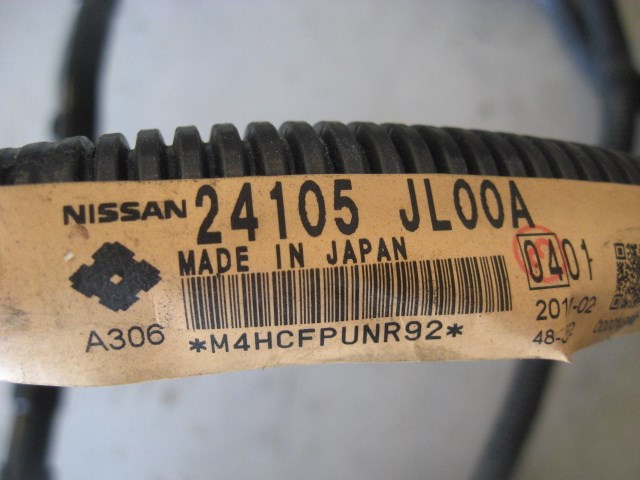 NISSAN 24105 JL00A
MADE IN JAPAN
0401
A306
*M4HCFPUNR92*